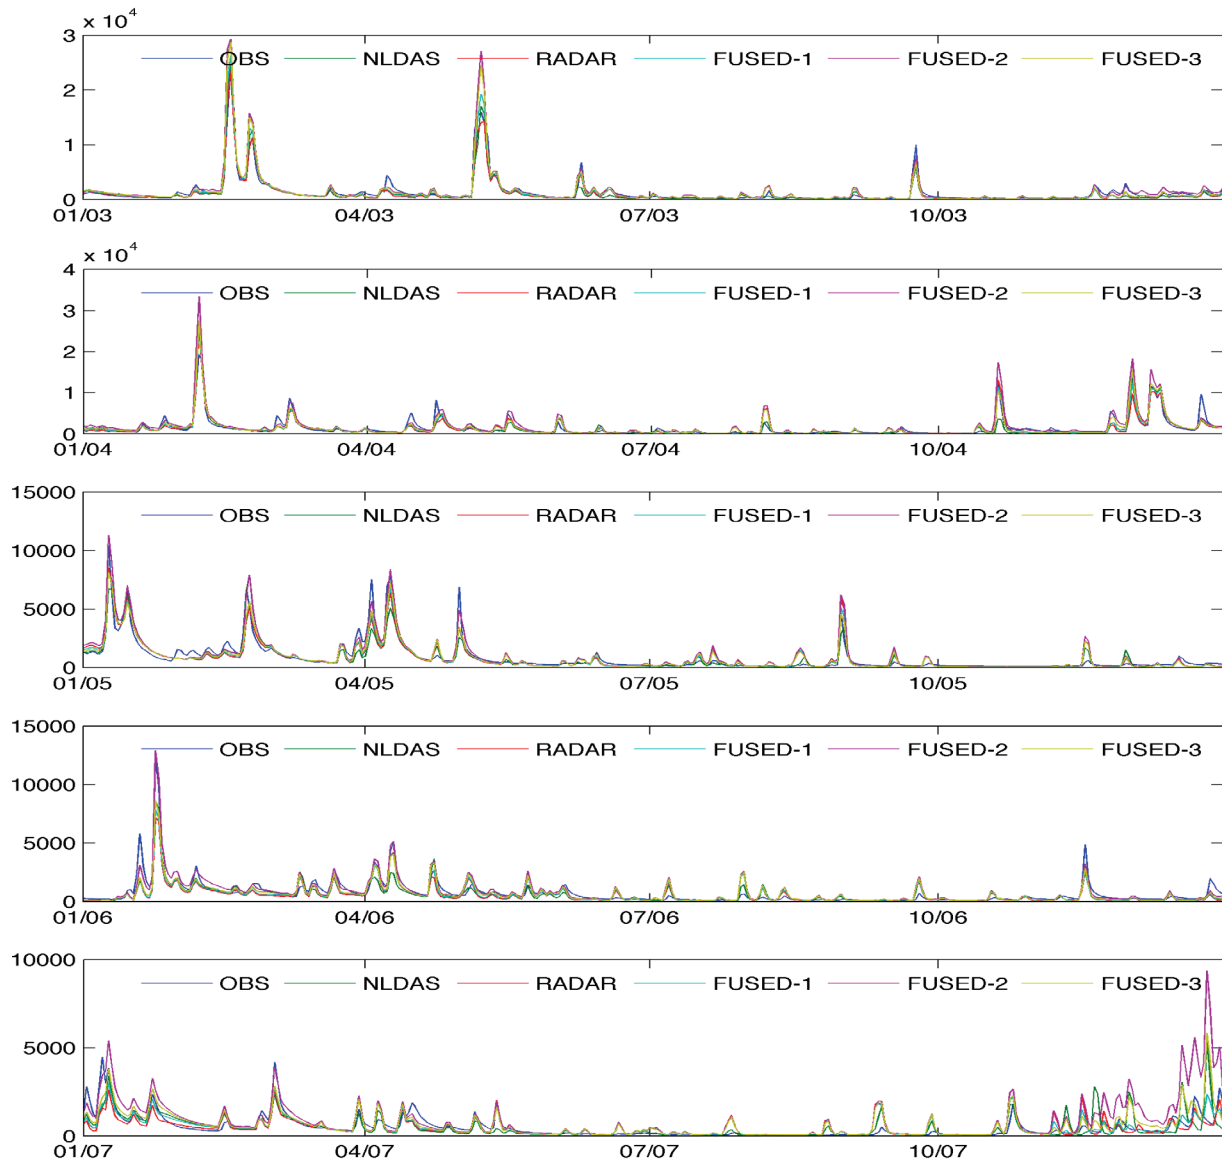 × 10⁴
3
OBS NLDAS RADAR FUSED-1 FUSED-2 FUSED-3
2
1
0
01/03 04/03 07/03 10/03
× 10⁴
4
OBS NLDAS RADAR FUSED-1 FUSED-2 FUSED-3
3
2
1
0
01/04 04/04 07/04 10/04
15000
OBS NLDAS RADAR FUSED-1 FUSED-2 FUSED-3
10000
5000
0
01/05 04/05 07/05 10/05
15000
OBS NLDAS RADAR FUSED-1 FUSED-2 FUSED-3
10000
5000
0
01/06 04/06 07/06 10/06
10000
OBS NLDAS RADAR FUSED-1 FUSED-2 FUSED-3
5000
0
01/07 04/07 07/07 10/07